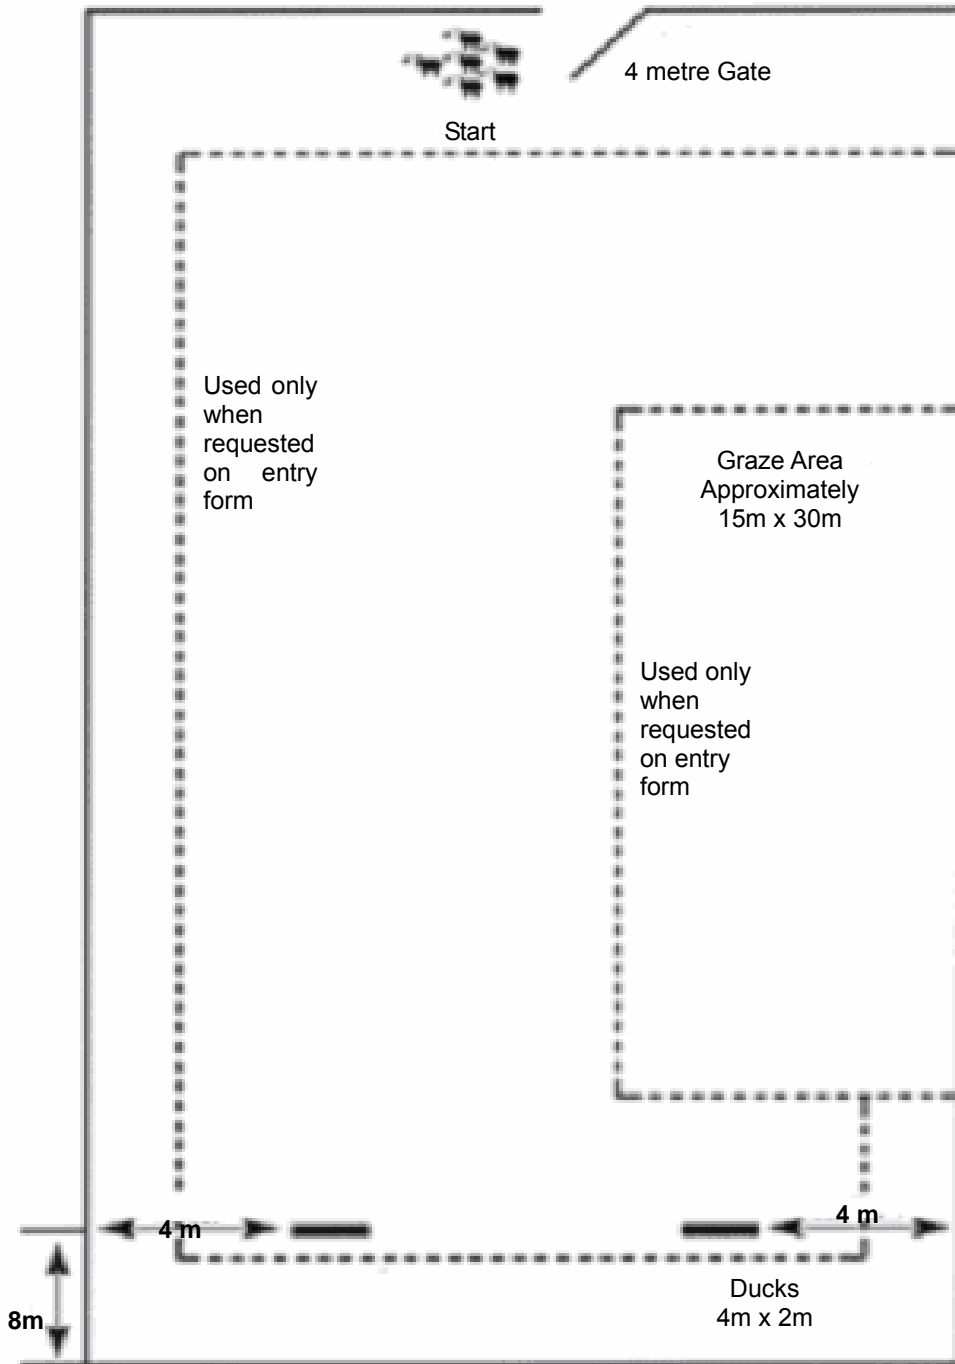 4 metre Gate
Start
Used only
when
requested
on entry
form
Graze Area
Approximately
15m x 30m
Used only
when
requested
on entry
form
4 m
4 m
8m
Ducks
4m x 2m